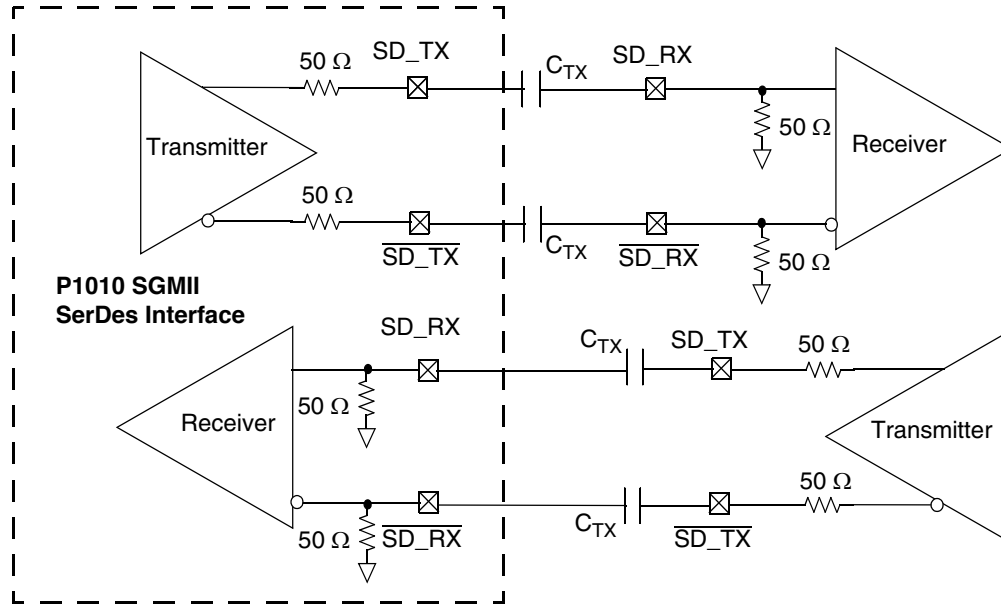 50 Ω
SD_TX
C_TX
SD_RX
50 Ω
Transmitter
Receiver
50 Ω
SD_TX
C_TX
SD_RX
50 Ω
P1010 SGMII
SerDes Interface
SD_RX
C_TX
SD_TX
50 Ω
50 Ω
Receiver
Transmitter
50 Ω
50 Ω
SD_RX
C_TX
SD_TX